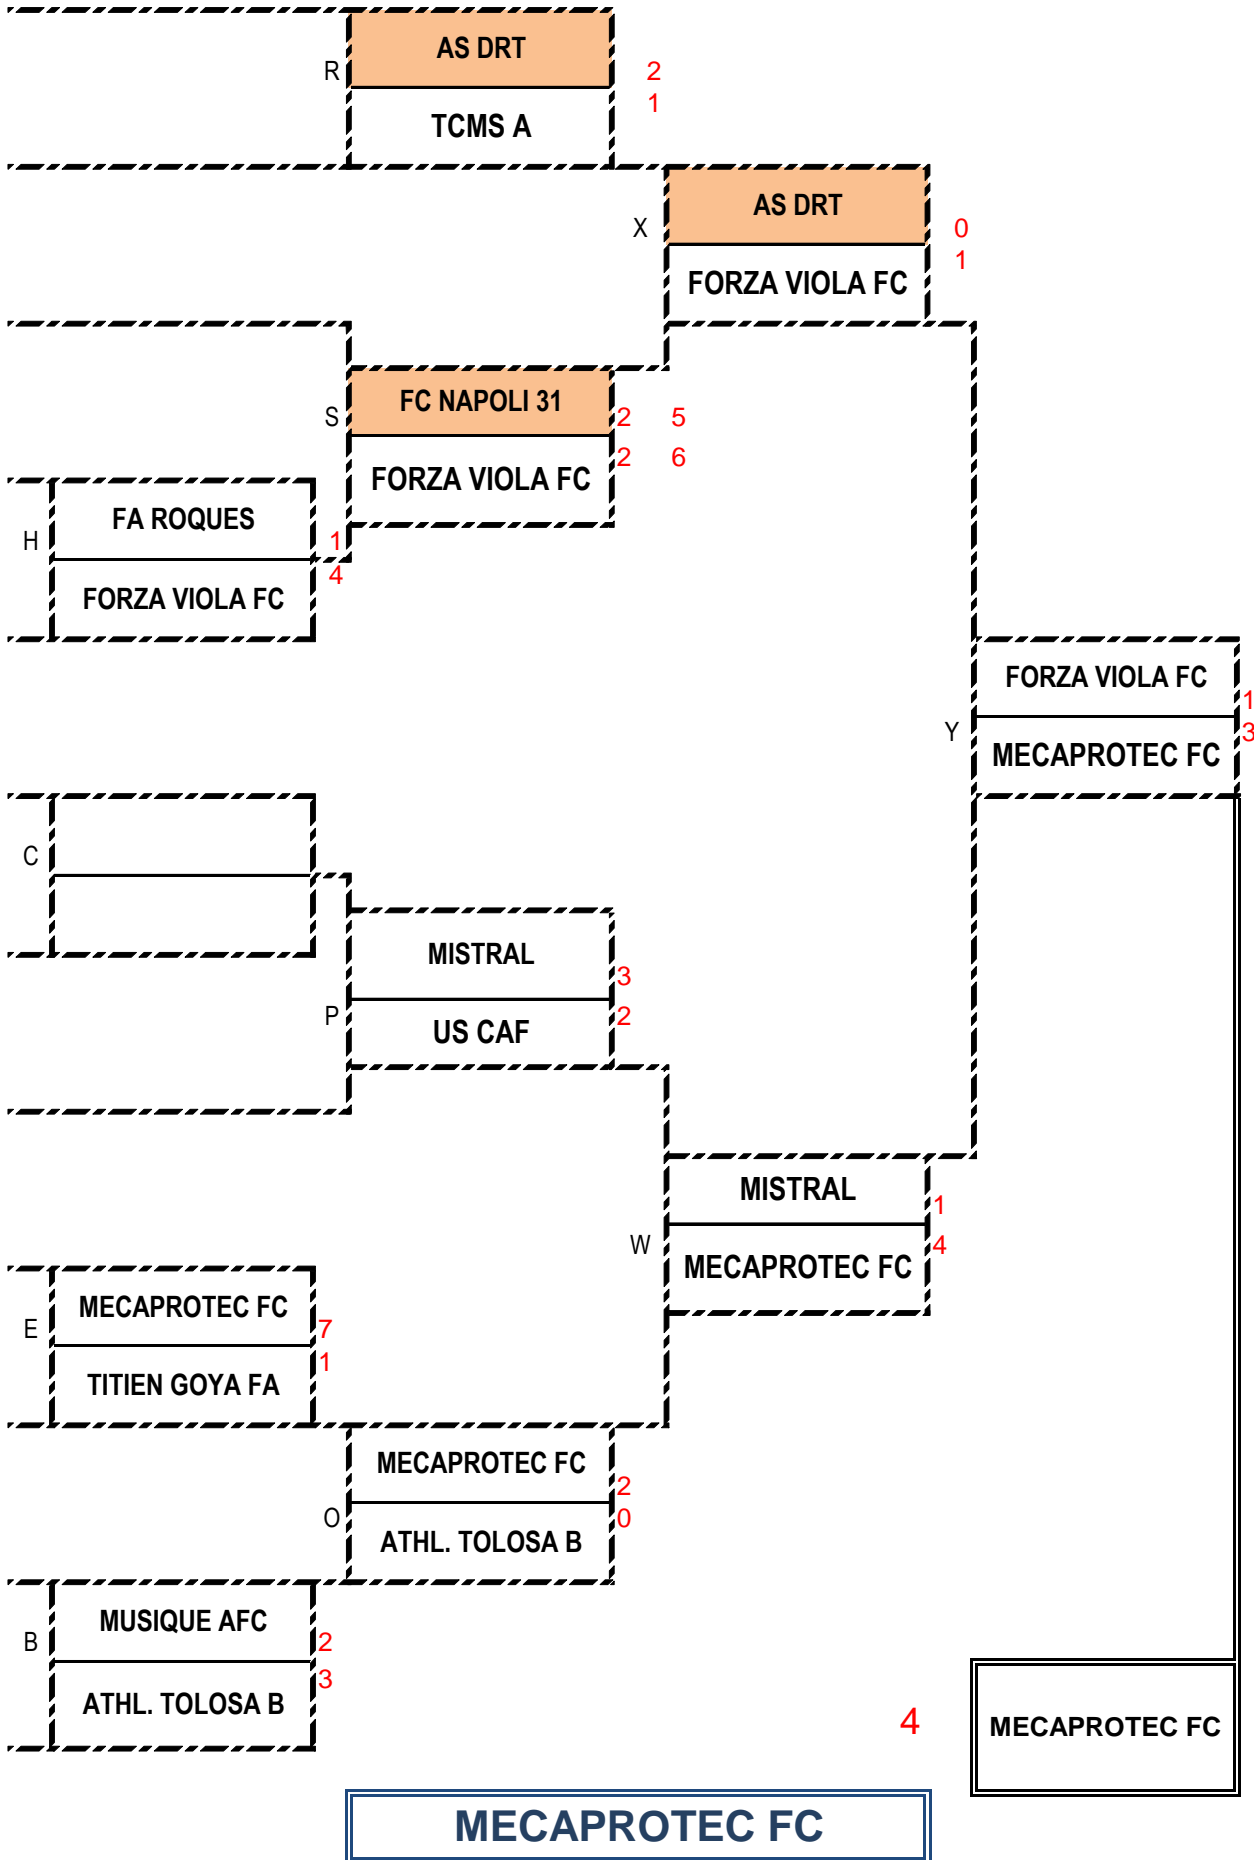 AS DRT
R
2
1
TCMS A
AS DRT
X
0
1
FORZA VIOLA FC
FC NAPOLI 31
S
2 5
2 6
FORZA VIOLA FC
FA ROQUES
H
1
4
FORZA VIOLA FC
FORZA VIOLA FC
1
Y
3
MECAPROTEC FC
C
MISTRAL
3
P
2
US CAF
MISTRAL
1
W
4
MECAPROTEC FC
MECAPROTEC FC
E
7
1
TITIEN GOYA FA
MECAPROTEC FC
2
O
0
ATHL. TOLOSA B
MUSIQUE AFC
B
2
3
ATHL. TOLOSA B
4
MECAPROTEC FC
MECAPROTEC FC